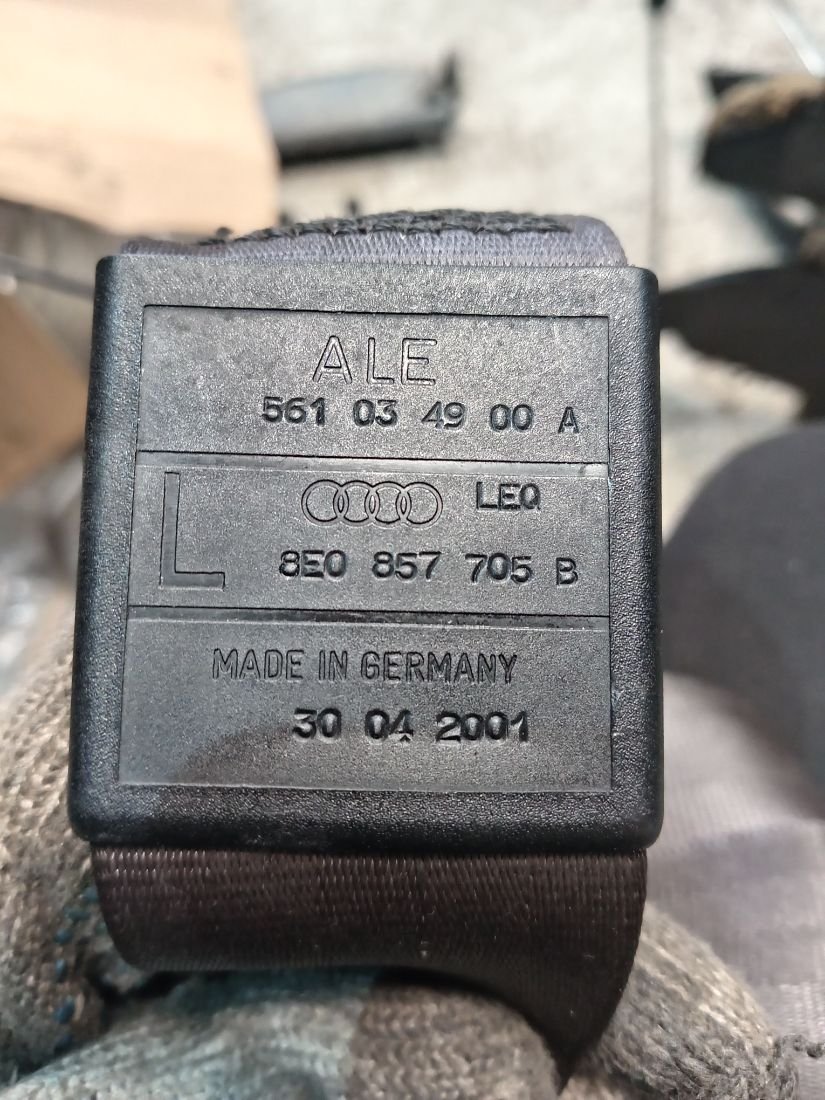 ALE
561 03 49 00 A
L
LEQ
8E0 857 705 B
MADE IN GERMANY
30 04 2001